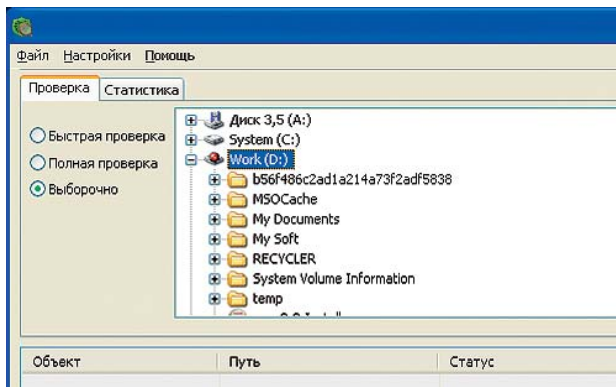 Файл Настройки Помощь
Проверка Статистика
Быстрая проверка
Полная проверка
Выборочно
Диск 3,5 (A:)
System (C:)
Work (D:)
b56f486c2ad1a214a73f2adf5838
MSOCache
My Documents
My Soft
RECYCLER
System Volume Information
temp
Объект Путь Статус